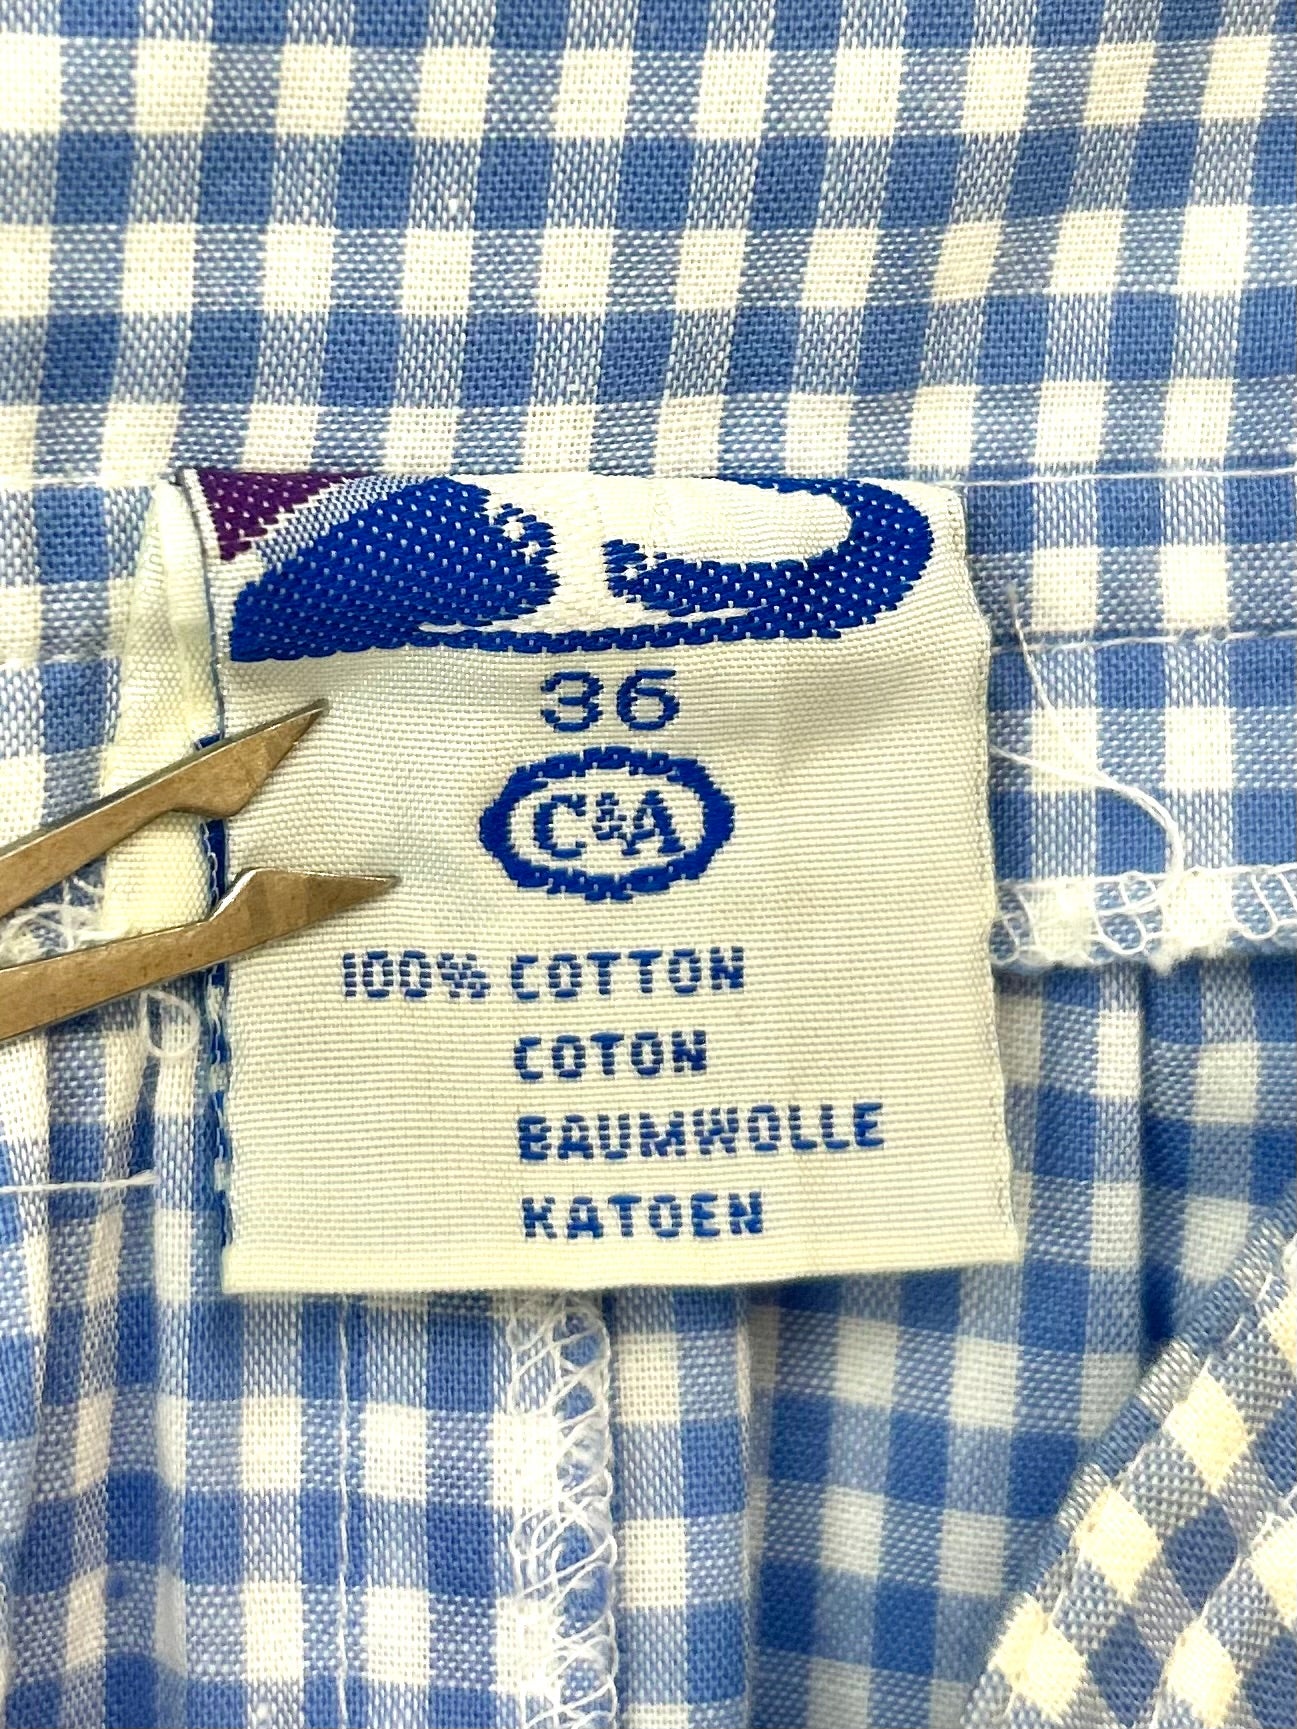 36
C&A
100% COTTON
COTON
BAUMWOLLE
KATOEN